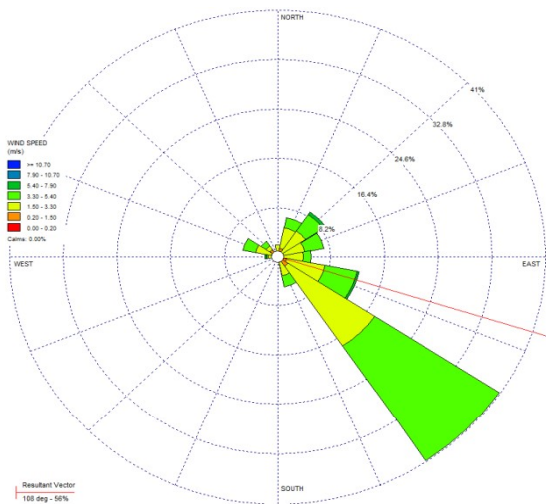 NORTH
41%
32.8%
24.6%
16.4%
8.2%
WIND SPEED
(m/s)
>= 10.70
7.90 - 10.70
5.40 - 7.90
3.30 - 5.40
1.50 - 3.30
0.20 - 1.50
0.00 - 0.20
Calms: 0.00%
WEST
EAST
SOUTH
Resultant Vector
108 deg - 56%